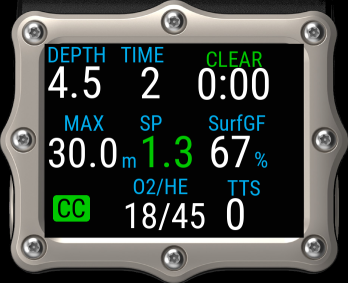 DEPTH TIME CLEAR
4.5 2 0:00
MAX SP SurfGF
30.0 m 1.3 67 %
O2/HE TTS
CC 18/45 0